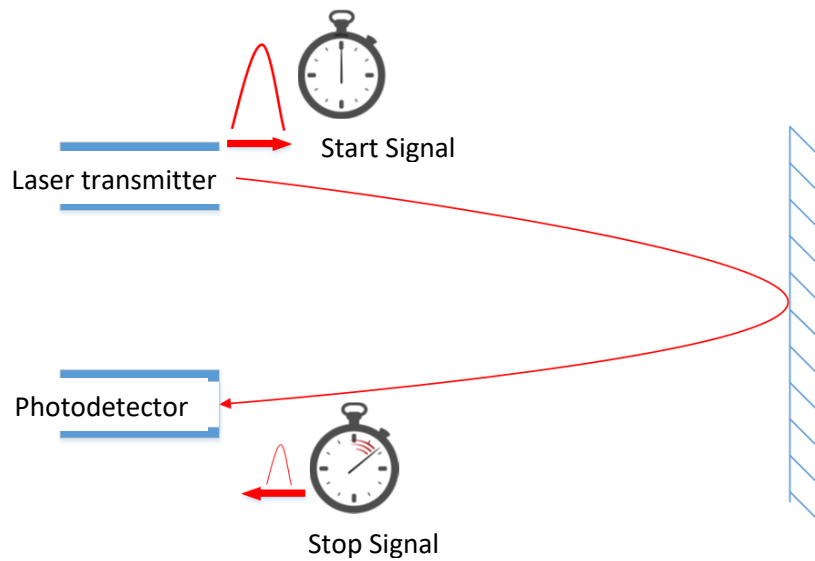 Start Signal
Laser transmitter
Photodetector
Stop Signal